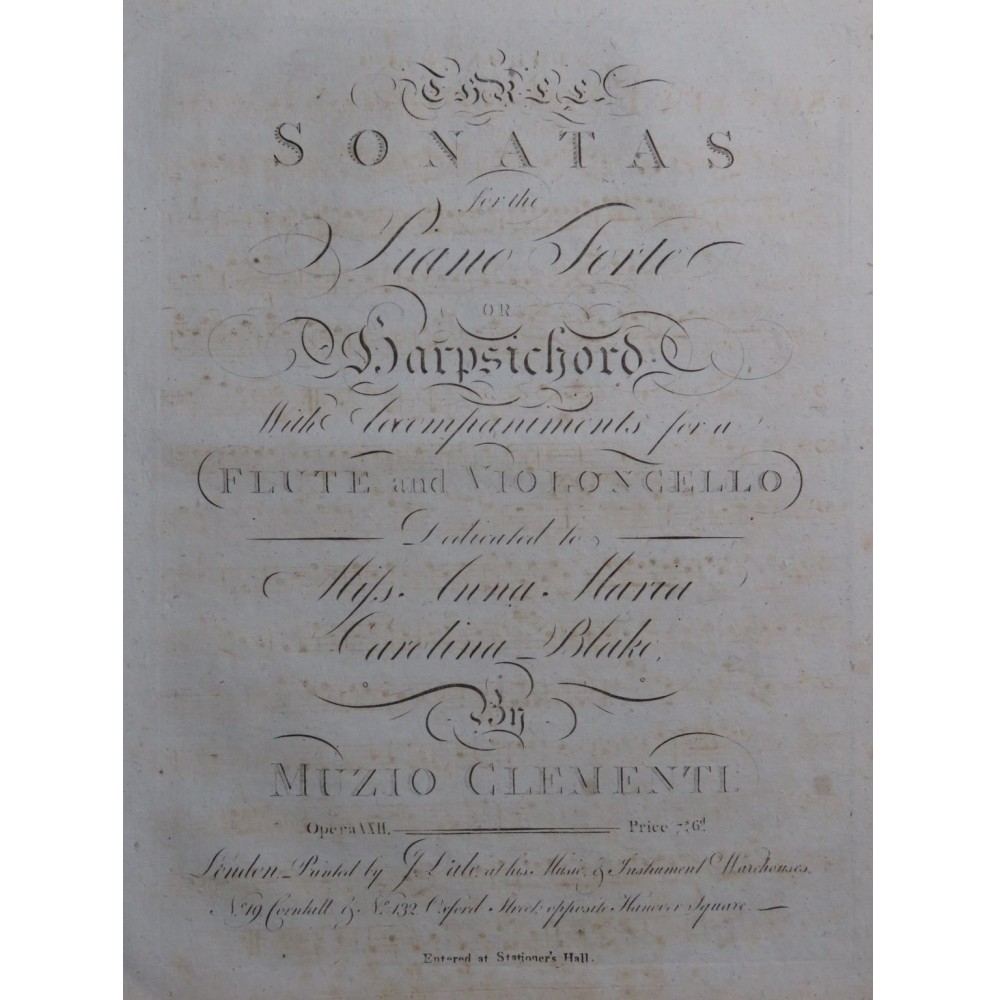 THREE
SONATAS
for the
Piano Forte
OR
Harpsichord
With Accompaniments for a
FLUTE and VIOLONCELLO
Dedicated to
Miſs. Anna Maria
Carolina Blake,
By
MUZIO CLEMENTI.
Opera XXII. Price 7s. 6d
London Printed by J. Dale, at his Music & Instrument Warehouses,
No. 19 Cornhill & No. 132 Oxford Street, opposite Hanover Square.
Entered at Stationer's Hall.